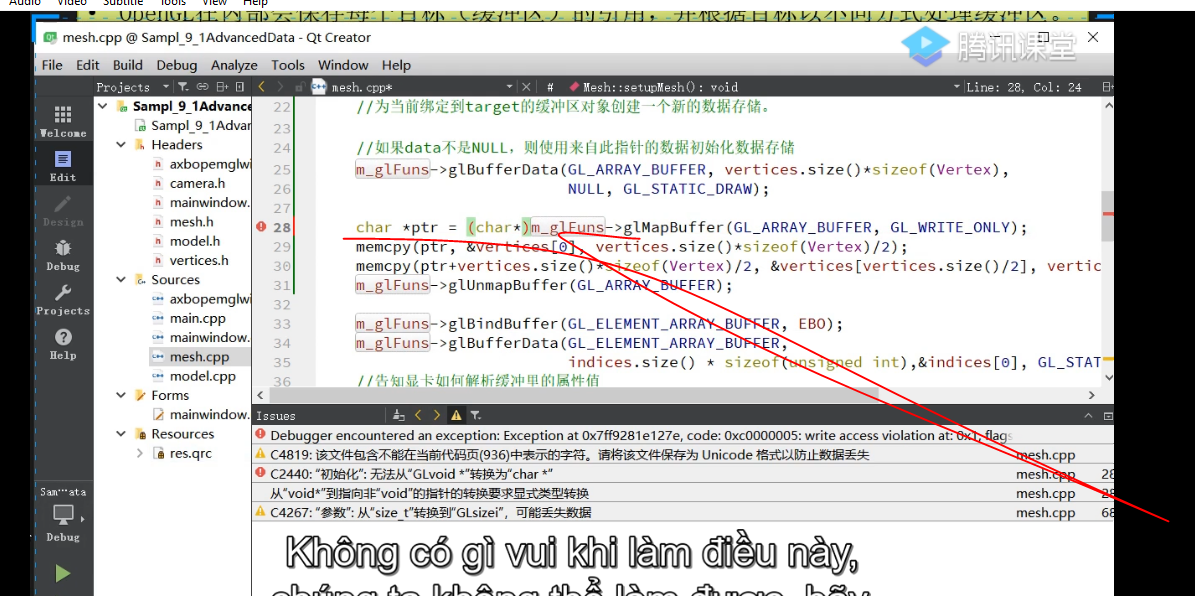 Audio Video Subtitle Tools View Help
mesh.cpp @ Sampl_9_1AdvancedData - Qt Creator
腾讯课堂
File Edit Build Debug Analyze Tools Window Help
Projects
mesh.cpp*
#
Mesh::setupMesh(): void
Line: 28, Col: 24
Welcome
Edit
Design
Debug
Projects
Help
Sam···ata
Debug
Sampl_9_1Advance
Sampl_9_1Advar
Headers
axbopemglwi
camera.h
mainwindow.
mesh.h
model.h
vertices.h
Sources
axbopemglwi
main.cpp
mainwindow.
mesh.cpp
model.cpp
Forms
mainwindow.
Resources
res.qrc
22 //为当前绑定到target的缓冲区对象创建一个新的数据存储。
23
24 //如果data不是NULL，则使用来自此指针的数据初始化数据存储
25 m_glFuns->glBufferData(GL_ARRAY_BUFFER, vertices.size()*sizeof(Vertex),
26 NULL, GL_STATIC_DRAW);
27
28 char *ptr = (char*)m_glFuns->glMapBuffer(GL_ARRAY_BUFFER, GL_WRITE_ONLY);
29 memcpy(ptr, &vertices[0], vertices.size()*sizeof(Vertex)/2);
30 memcpy(ptr+vertices.size()*sizeof(Vertex)/2, &vertices[vertices.size()/2], vertic
31 m_glFuns->glUnmapBuffer(GL_ARRAY_BUFFER);
32
33 m_glFuns->glBindBuffer(GL_ELEMENT_ARRAY_BUFFER, EBO);
34 m_glFuns->glBufferData(GL_ELEMENT_ARRAY_BUFFER,
35 indices.size() * sizeof(unsigned int),&indices[0], GL_STAT
36 //告知显卡如何解析缓冲里的属性值
Issues
Debugger encountered an exception: Exception at 0x7ff9281e127e, code: 0xc0000005: write access violation at: 0x1, flags
C4819: 该文件包含不能在当前代码页(936)中表示的字符。请将该文件保存为 Unicode 格式以防止数据丢失 mesh.cpp
C2440: “初始化”: 无法从“GLvoid *”转换为“char *” mesh.cpp 28
从“void*”到指向非“void”的指针的转换要求显式类型转换 mesh.cpp 28
C4267: “参数”: 从“size_t”转换到“GLsizei”，可能丢失数据 mesh.cpp 68
Không có gì vui khi làm điều này,